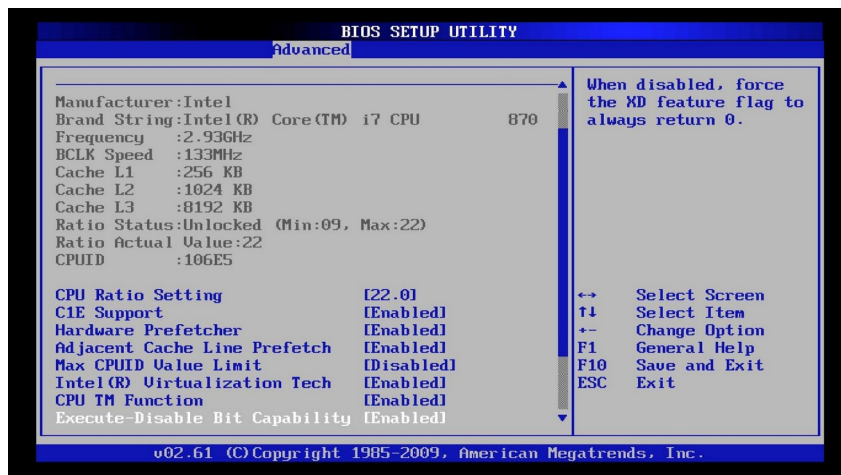 BIOS SETUP UTILITY
Advanced
Manufacturer:Intel
Brand String:Intel(R) Core(TM) i7 CPU 870
Frequency :2.93GHz
BCLK Speed :133MHz
Cache L1 :256 KB
Cache L2 :1024 KB
Cache L3 :8192 KB
Ratio Status:Unlocked (Min:09, Max:22)
Ratio Actual Value:22
CPUID :106E5
CPU Ratio Setting [22.0]
C1E Support [Enabled]
Hardware Prefetcher [Enabled]
Adjacent Cache Line Prefetch [Enabled]
Max CPUID Value Limit [Disabled]
Intel(R) Virtualization Tech [Enabled]
CPU TM Function [Enabled]
Execute-Disable Bit Capability [Enabled]
When disabled, force
the XD feature flag to
always return 0.
↔ Select Screen
↑↓ Select Item
+- Change Option
F1 General Help
F10 Save and Exit
ESC Exit
v02.61 (C)Copyright 1985-2009, American Megatrends, Inc.